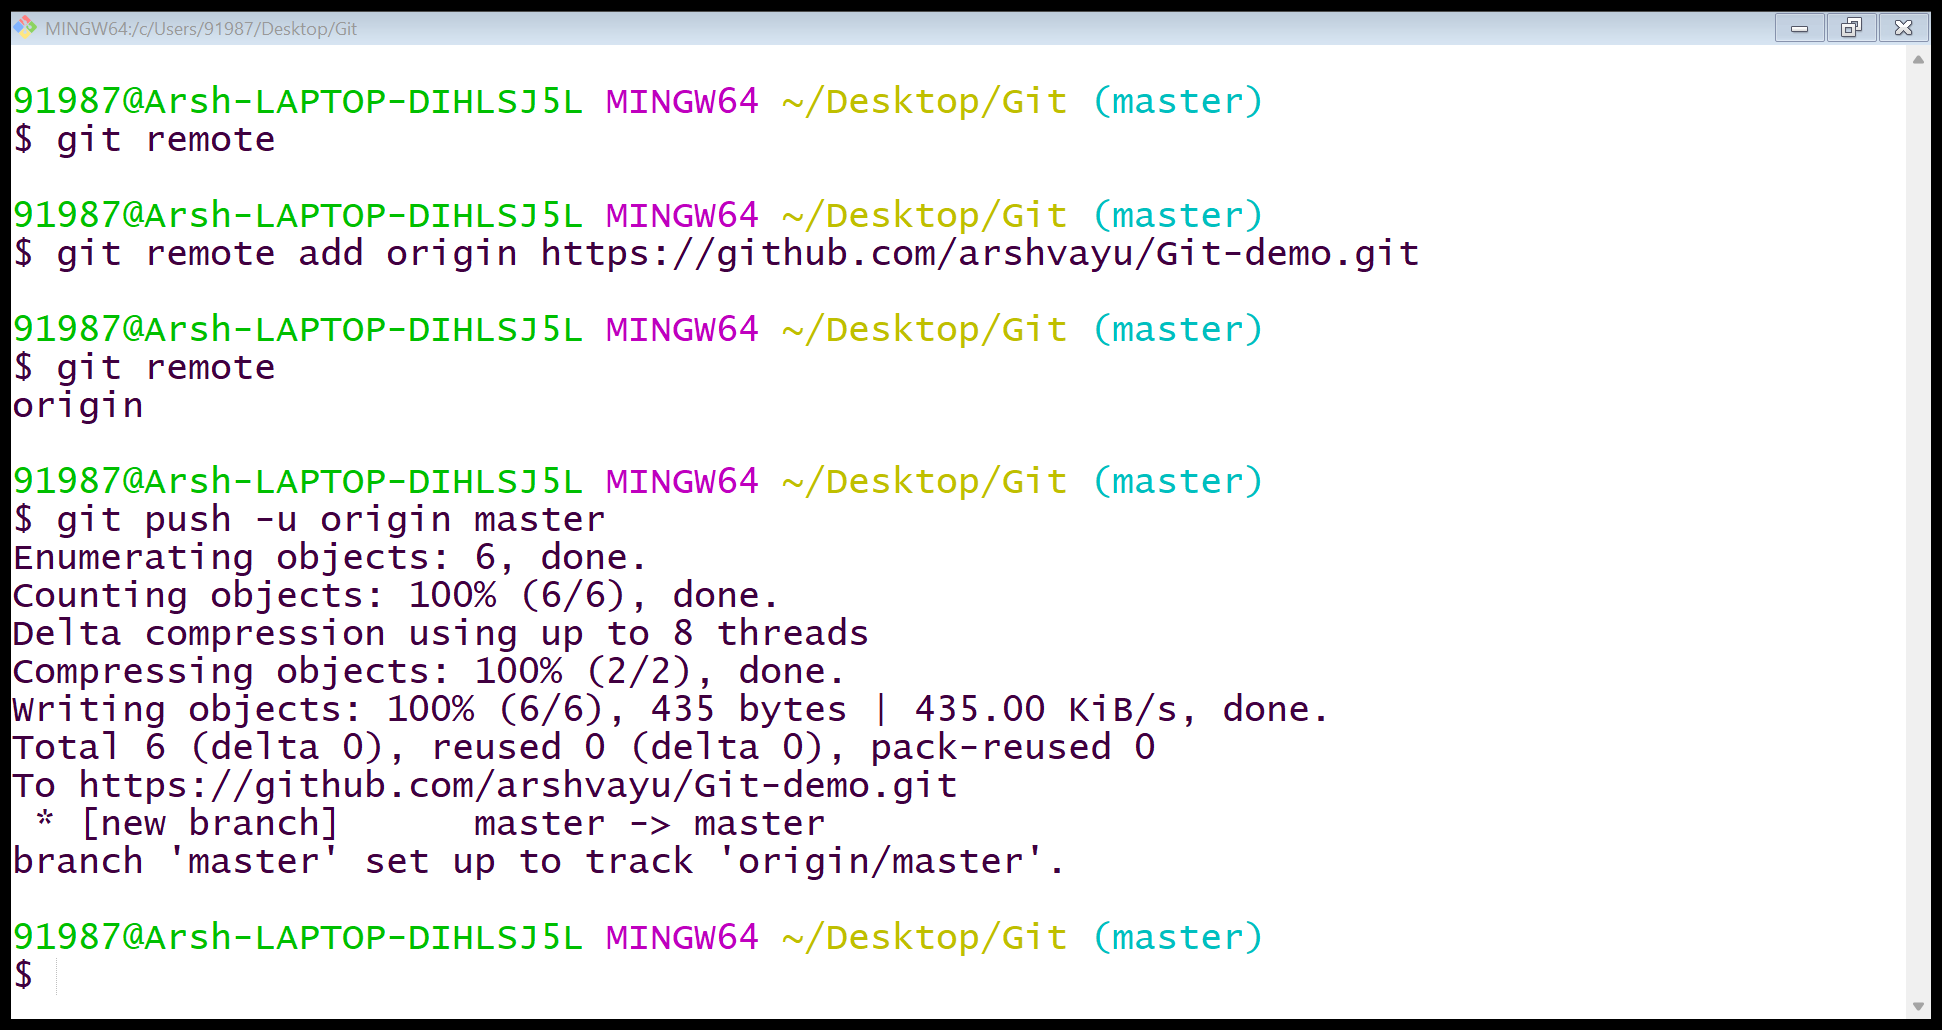 MINGW64:/c/Users/91987/Desktop/Git
91987@Arsh-LAPTOP-DIHLSJ5L MINGW64 ~/Desktop/Git (master)
$ git remote
91987@Arsh-LAPTOP-DIHLSJ5L MINGW64 ~/Desktop/Git (master)
$ git remote add origin https://github.com/arshvayu/Git-demo.git
91987@Arsh-LAPTOP-DIHLSJ5L MINGW64 ~/Desktop/Git (master)
$ git remote
origin
91987@Arsh-LAPTOP-DIHLSJ5L MINGW64 ~/Desktop/Git (master)
$ git push -u origin master
Enumerating objects: 6, done.
Counting objects: 100% (6/6), done.
Delta compression using up to 8 threads
Compressing objects: 100% (2/2), done.
Writing objects: 100% (6/6), 435 bytes | 435.00 KiB/s, done.
Total 6 (delta 0), reused 0 (delta 0), pack-reused 0
To https://github.com/arshvayu/Git-demo.git
 * [new branch]      master -> master
branch 'master' set up to track 'origin/master'.
91987@Arsh-LAPTOP-DIHLSJ5L MINGW64 ~/Desktop/Git (master)
$